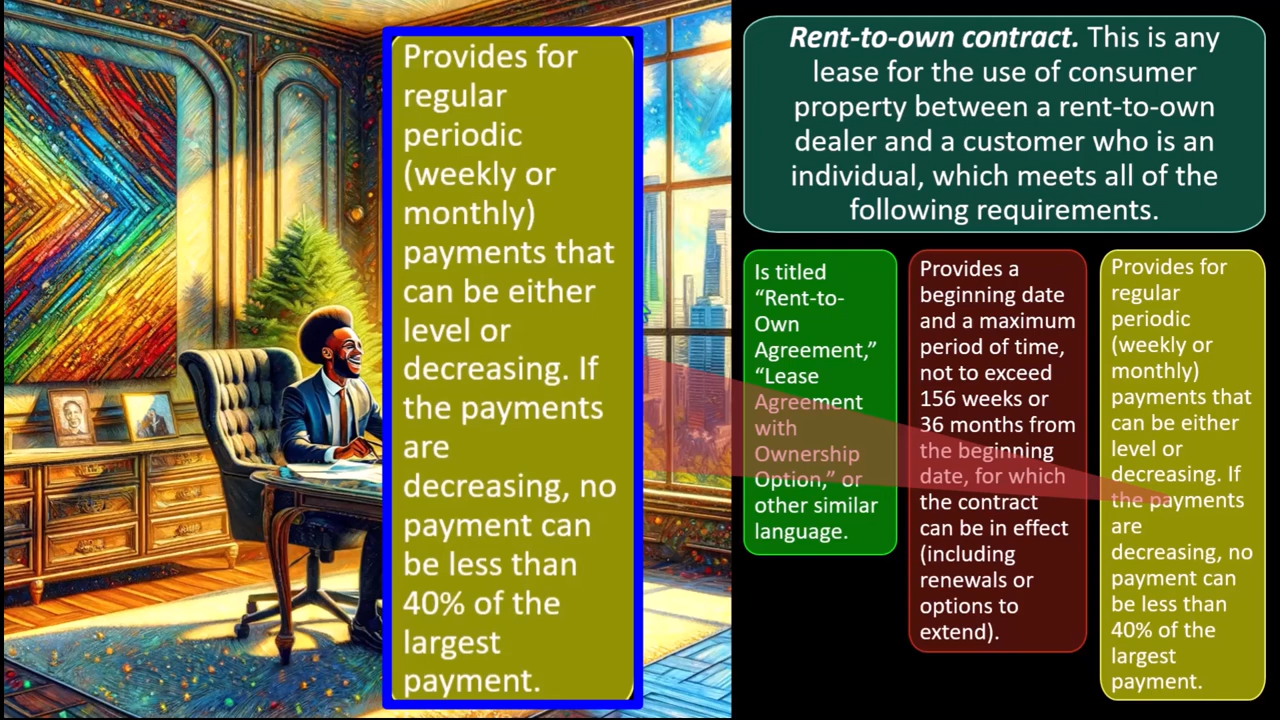 Provides for
regular
periodic
(weekly or
monthly)
payments that
can be either
level or
decreasing. If
the payments
are
decreasing, no
payment can
be less than
40% of the
largest
payment.
Rent-to-own contract. This is any
lease for the use of consumer
property between a rent-to-own
dealer and a customer who is an
individual, which meets all of the
following requirements.
Is titled
“Rent-to-
Own
Agreement,”
“Lease
Agreement
with
Ownership
Option,” or
other similar
language.
Provides a
beginning date
and a maximum
period of time,
not to exceed
156 weeks or
36 months from
the beginning
date, for which
the contract
can be in effect
(including
renewals or
options to
extend).
Provides for
regular
periodic
(weekly or
monthly)
payments that
can be either
level or
decreasing. If
the payments
are
decreasing, no
payment can
be less than
40% of the
largest
payment.